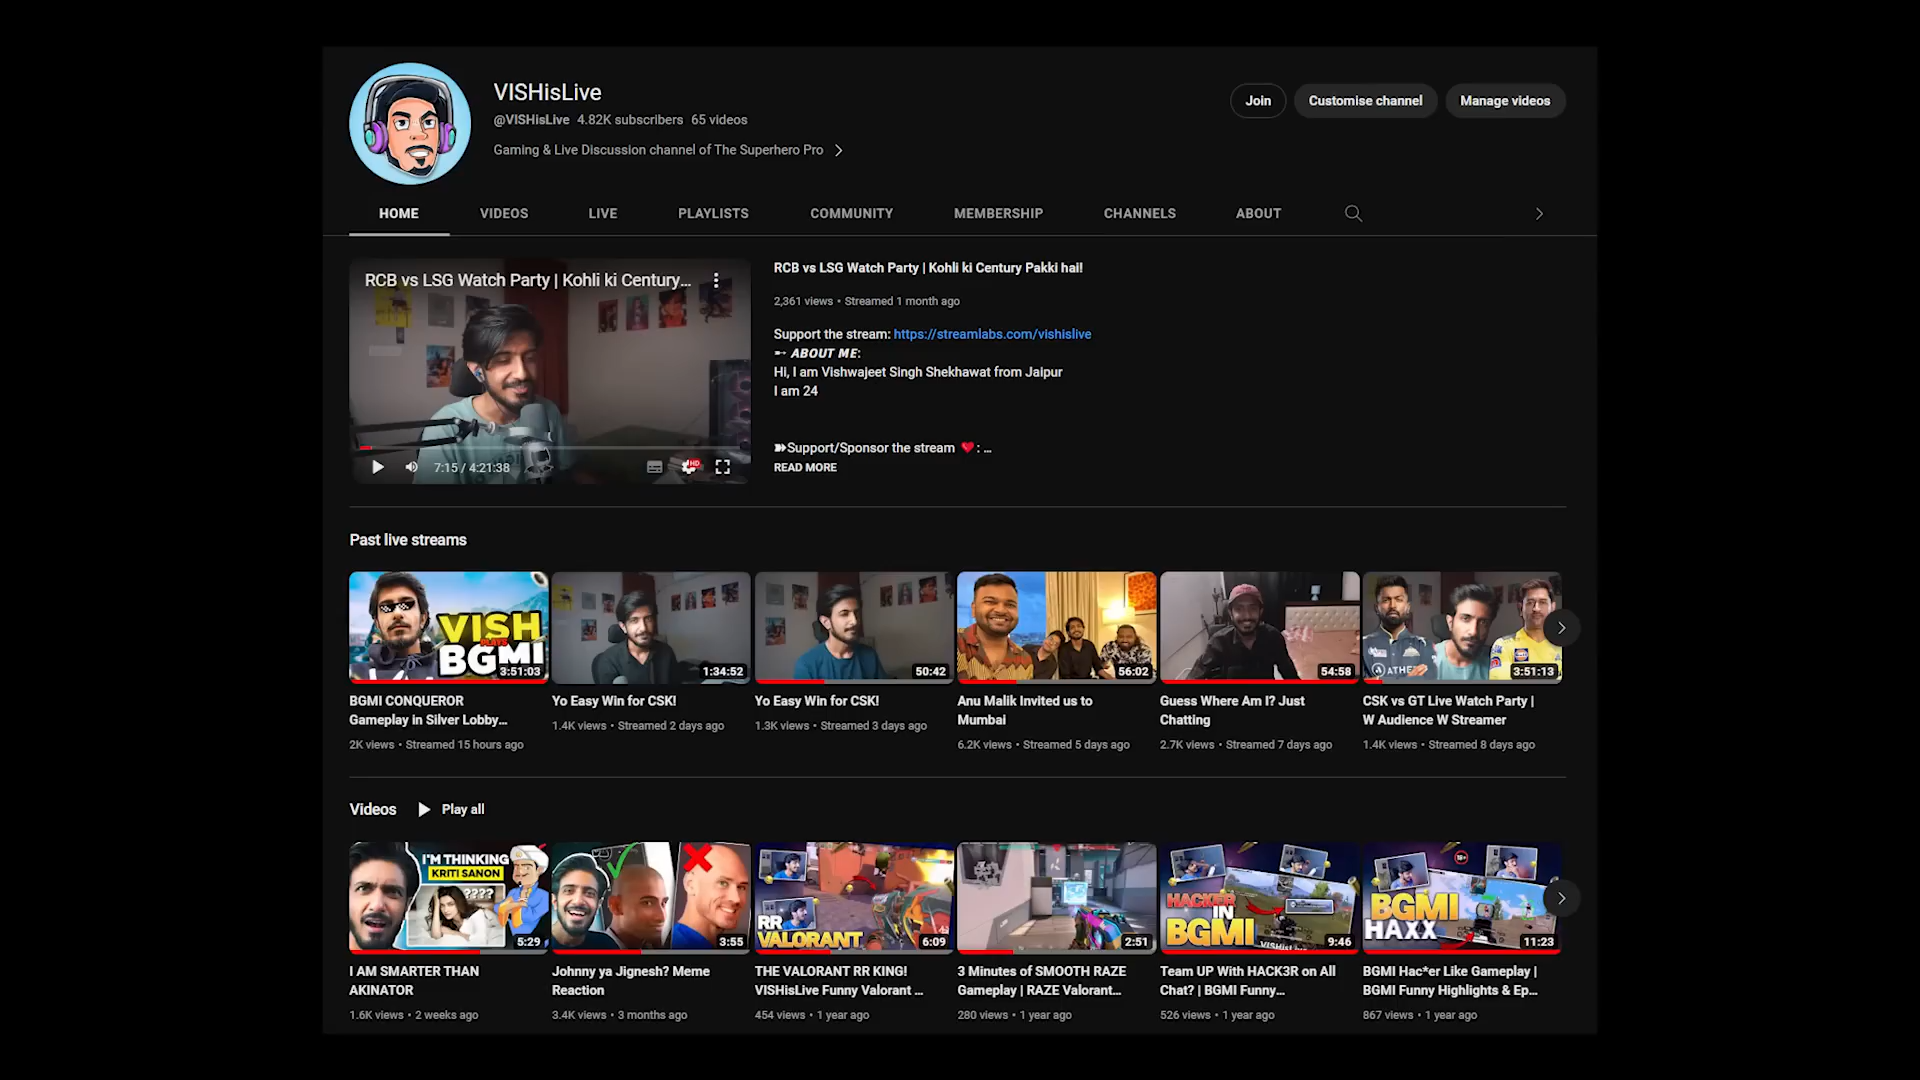 VISHisLive
@VISHisLive 4.82K subscribers 65 videos
Gaming & Live Discussion channel of The Superhero Pro
Join
Customise channel
Manage videos
HOME
VIDEOS
LIVE
PLAYLISTS
COMMUNITY
MEMBERSHIP
CHANNELS
ABOUT
RCB vs LSG Watch Party | Kohli ki Century...
7:15 / 4:21:38
HD
RCB vs LSG Watch Party | Kohli ki Century Pakki hai!
2,361 views • Streamed 1 month ago
Support the stream: https://streamlabs.com/vishislive
➵ ABOUT ME:
Hi, I am Vishwajeet Singh Shekhawat from Jaipur
I am 24
➽Support/Sponsor the stream ❤️: ...
READ MORE
Past live streams
VISH
PLAYS
BGMI
3:51:03
1:34:52
50:42
56:02
54:58
ATHE
3:51:13
BGMI CONQUEROR
Gameplay in Silver Lobby...
2K views • Streamed 15 hours ago
Yo Easy Win for CSK!
1.4K views • Streamed 2 days ago
Yo Easy Win for CSK!
1.3K views • Streamed 3 days ago
Anu Malik Invited us to
Mumbai
6.2K views • Streamed 5 days ago
Guess Where Am I? Just
Chatting
2.7K views • Streamed 7 days ago
CSK vs GT Live Watch Party |
W Audience W Streamer
1.4K views • Streamed 8 days ago
Videos
Play all
I'M THINKING
KRITI SANON
????
5:29
3:55
RR
VALORANT
6:09
2:51
HACKER
IN
BGMI
VISHisLive
9:46
18+
BGMI
HAXX
11:23
I AM SMARTER THAN
AKINATOR
1.6K views • 2 weeks ago
Johnny ya Jignesh? Meme
Reaction
3.4K views • 3 months ago
THE VALORANT RR KING!
VISHisLive Funny Valorant ...
454 views • 1 year ago
3 Minutes of SMOOTH RAZE
Gameplay | RAZE Valorant...
280 views • 1 year ago
Team UP With HACK3R on All
Chat? | BGMI Funny...
526 views • 1 year ago
BGMI Hac*er Like Gameplay |
BGMI Funny Highlights & Ep...
867 views • 1 year ago